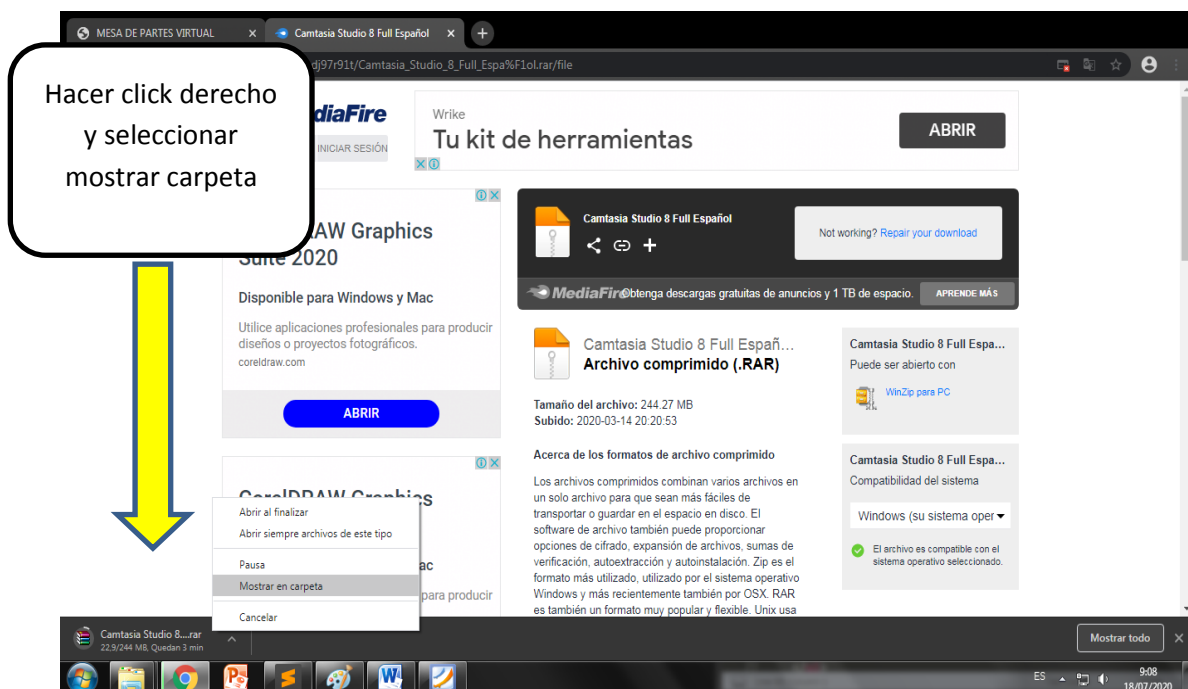 MESA DE PARTES VIRTUAL
Camtasia Studio 8 Full Español
dj97r91t/Camtasia_Studio_8_Full_Espa%F1ol.rar/file
Hacer click derecho
y seleccionar
mostrar carpeta
diaFire
INICIAR SESIÓN
Wrike
Tu kit de herramientas
ABRIR
AW Graphics
Suite 2020
Disponible para Windows y Mac
Utilice aplicaciones profesionales para producir
diseños o proyectos fotográficos.
coreldraw.com
ABRIR
Camtasia Studio 8 Full Español
Not working? Repair your download
MediaFire
Obtenga descargas gratuitas de anuncios y 1 TB de espacio.
APRENDE MÁS
Camtasia Studio 8 Full Españ...
Archivo comprimido (.RAR)
Tamaño del archivo: 244.27 MB
Subido: 2020-03-14 20:20:53
Acerca de los formatos de archivo comprimido
Los archivos comprimidos combinan varios archivos en
un solo archivo para que sean más fáciles de
transportar o guardar en el espacio en disco. El
software de archivo también puede proporcionar
opciones de cifrado, expansión de archivos, sumas de
verificación, autoextracción y autoinstalación. Zip es el
formato más utilizado, utilizado por el sistema operativo
Windows y más recientemente también por OSX. RAR
es también un formato muy popular y flexible. Unix usa
Camtasia Studio 8 Full Espa...
Puede ser abierto con
WinZip para PC
Camtasia Studio 8 Full Espa...
Compatibilidad del sistema
Windows (su sistema oper
El archivo es compatible con el
sistema operativo seleccionado.
CorelDRAW Graphics
ac
para producir
Abrir al finalizar
Abrir siempre archivos de este tipo
Pausa
Mostrar en carpeta
Cancelar
Camtasia Studio 8....rar
22.9/244 MB, Quedan 3 min
Mostrar todo
ES
9:08
18/07/2020